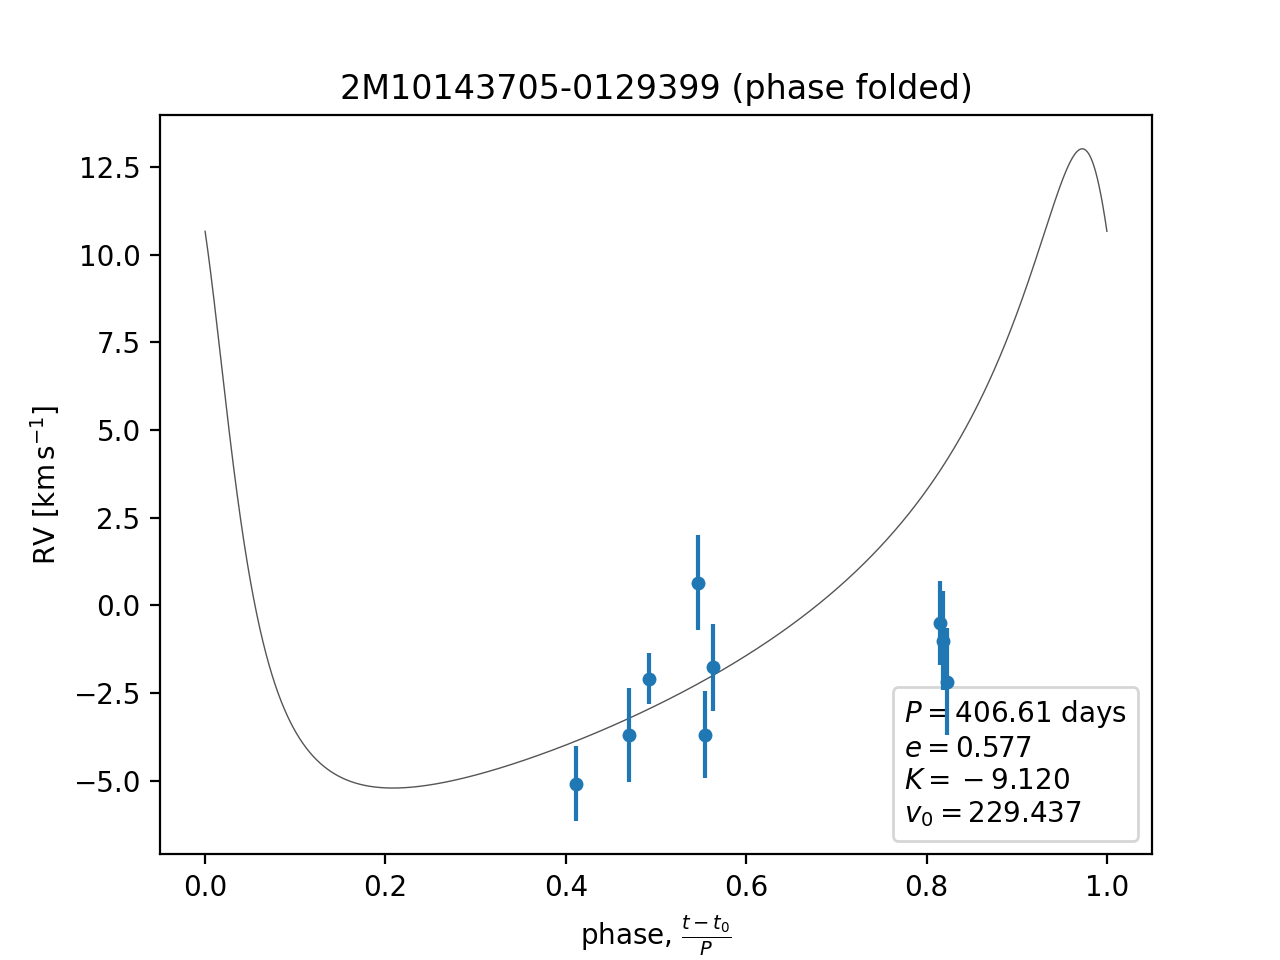 2M10143705-0129399 (phase folded)
12.5
10.0
7.5
5.0
2.5
0.0
−2.5
−5.0
RV [km s⁻¹]
P = 406.61 days
e = 0.577
K = −9.120
v₀ = 229.437
0.0 0.2 0.4 0.6 0.8 1.0
phase, (t − t₀)/P